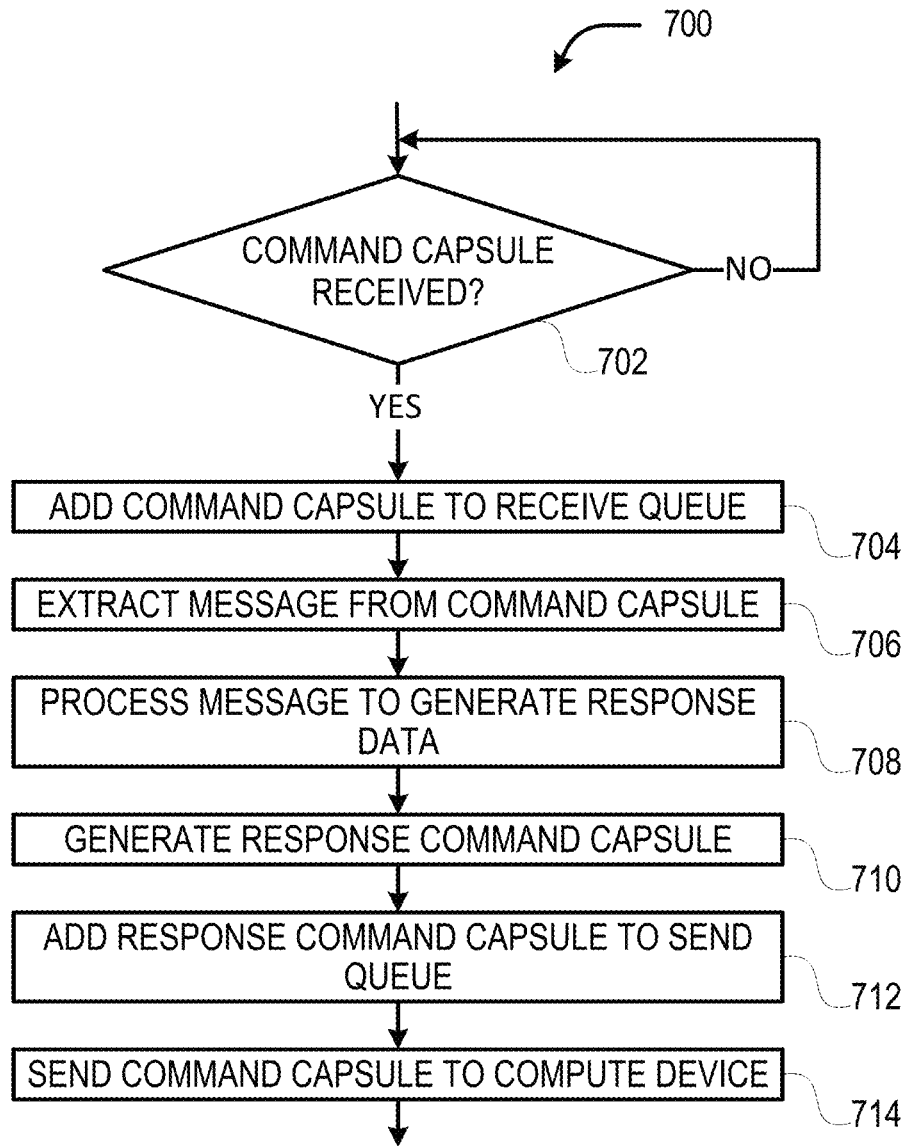 700
COMMAND CAPSULE
RECEIVED?
NO
702
YES
ADD COMMAND CAPSULE TO RECEIVE QUEUE
704
EXTRACT MESSAGE FROM COMMAND CAPSULE
706
PROCESS MESSAGE TO GENERATE RESPONSE
DATA
708
GENERATE RESPONSE COMMAND CAPSULE
710
ADD RESPONSE COMMAND CAPSULE TO SEND
QUEUE
712
SEND COMMAND CAPSULE TO COMPUTE DEVICE
714